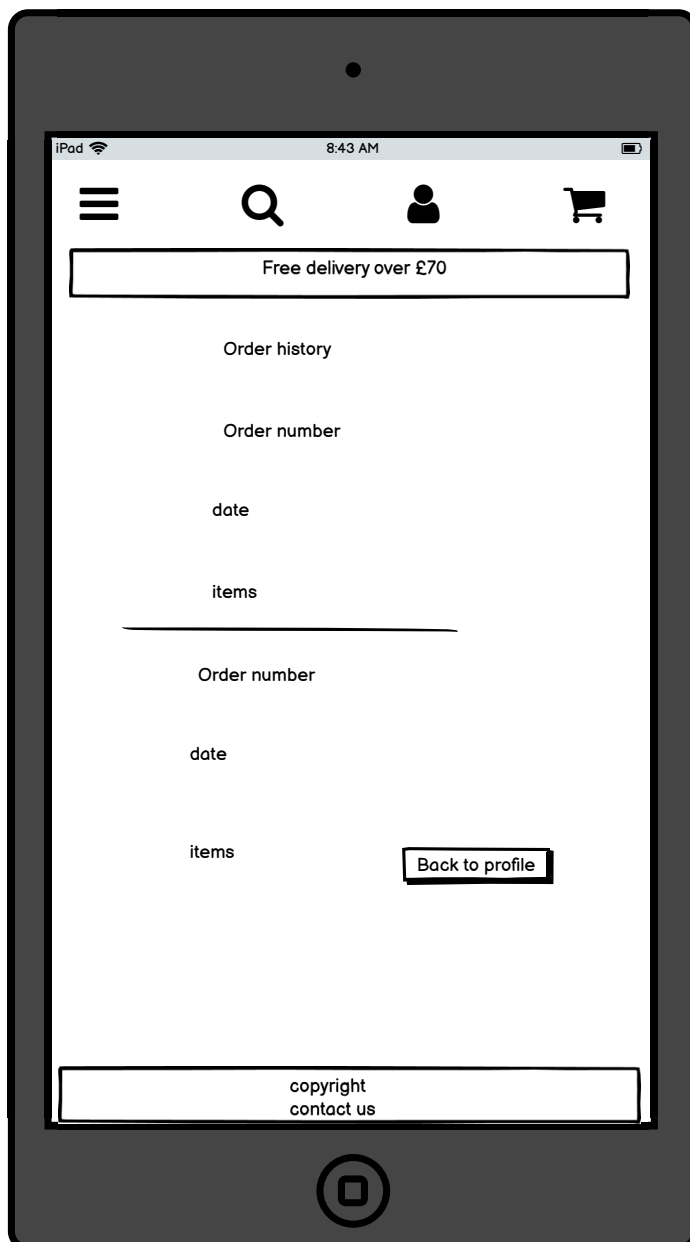 iPad 8:43 AM
Free delivery over £70
Order history
Order number
date
items
Order number
date
items
Back to profile
copyright
contact us